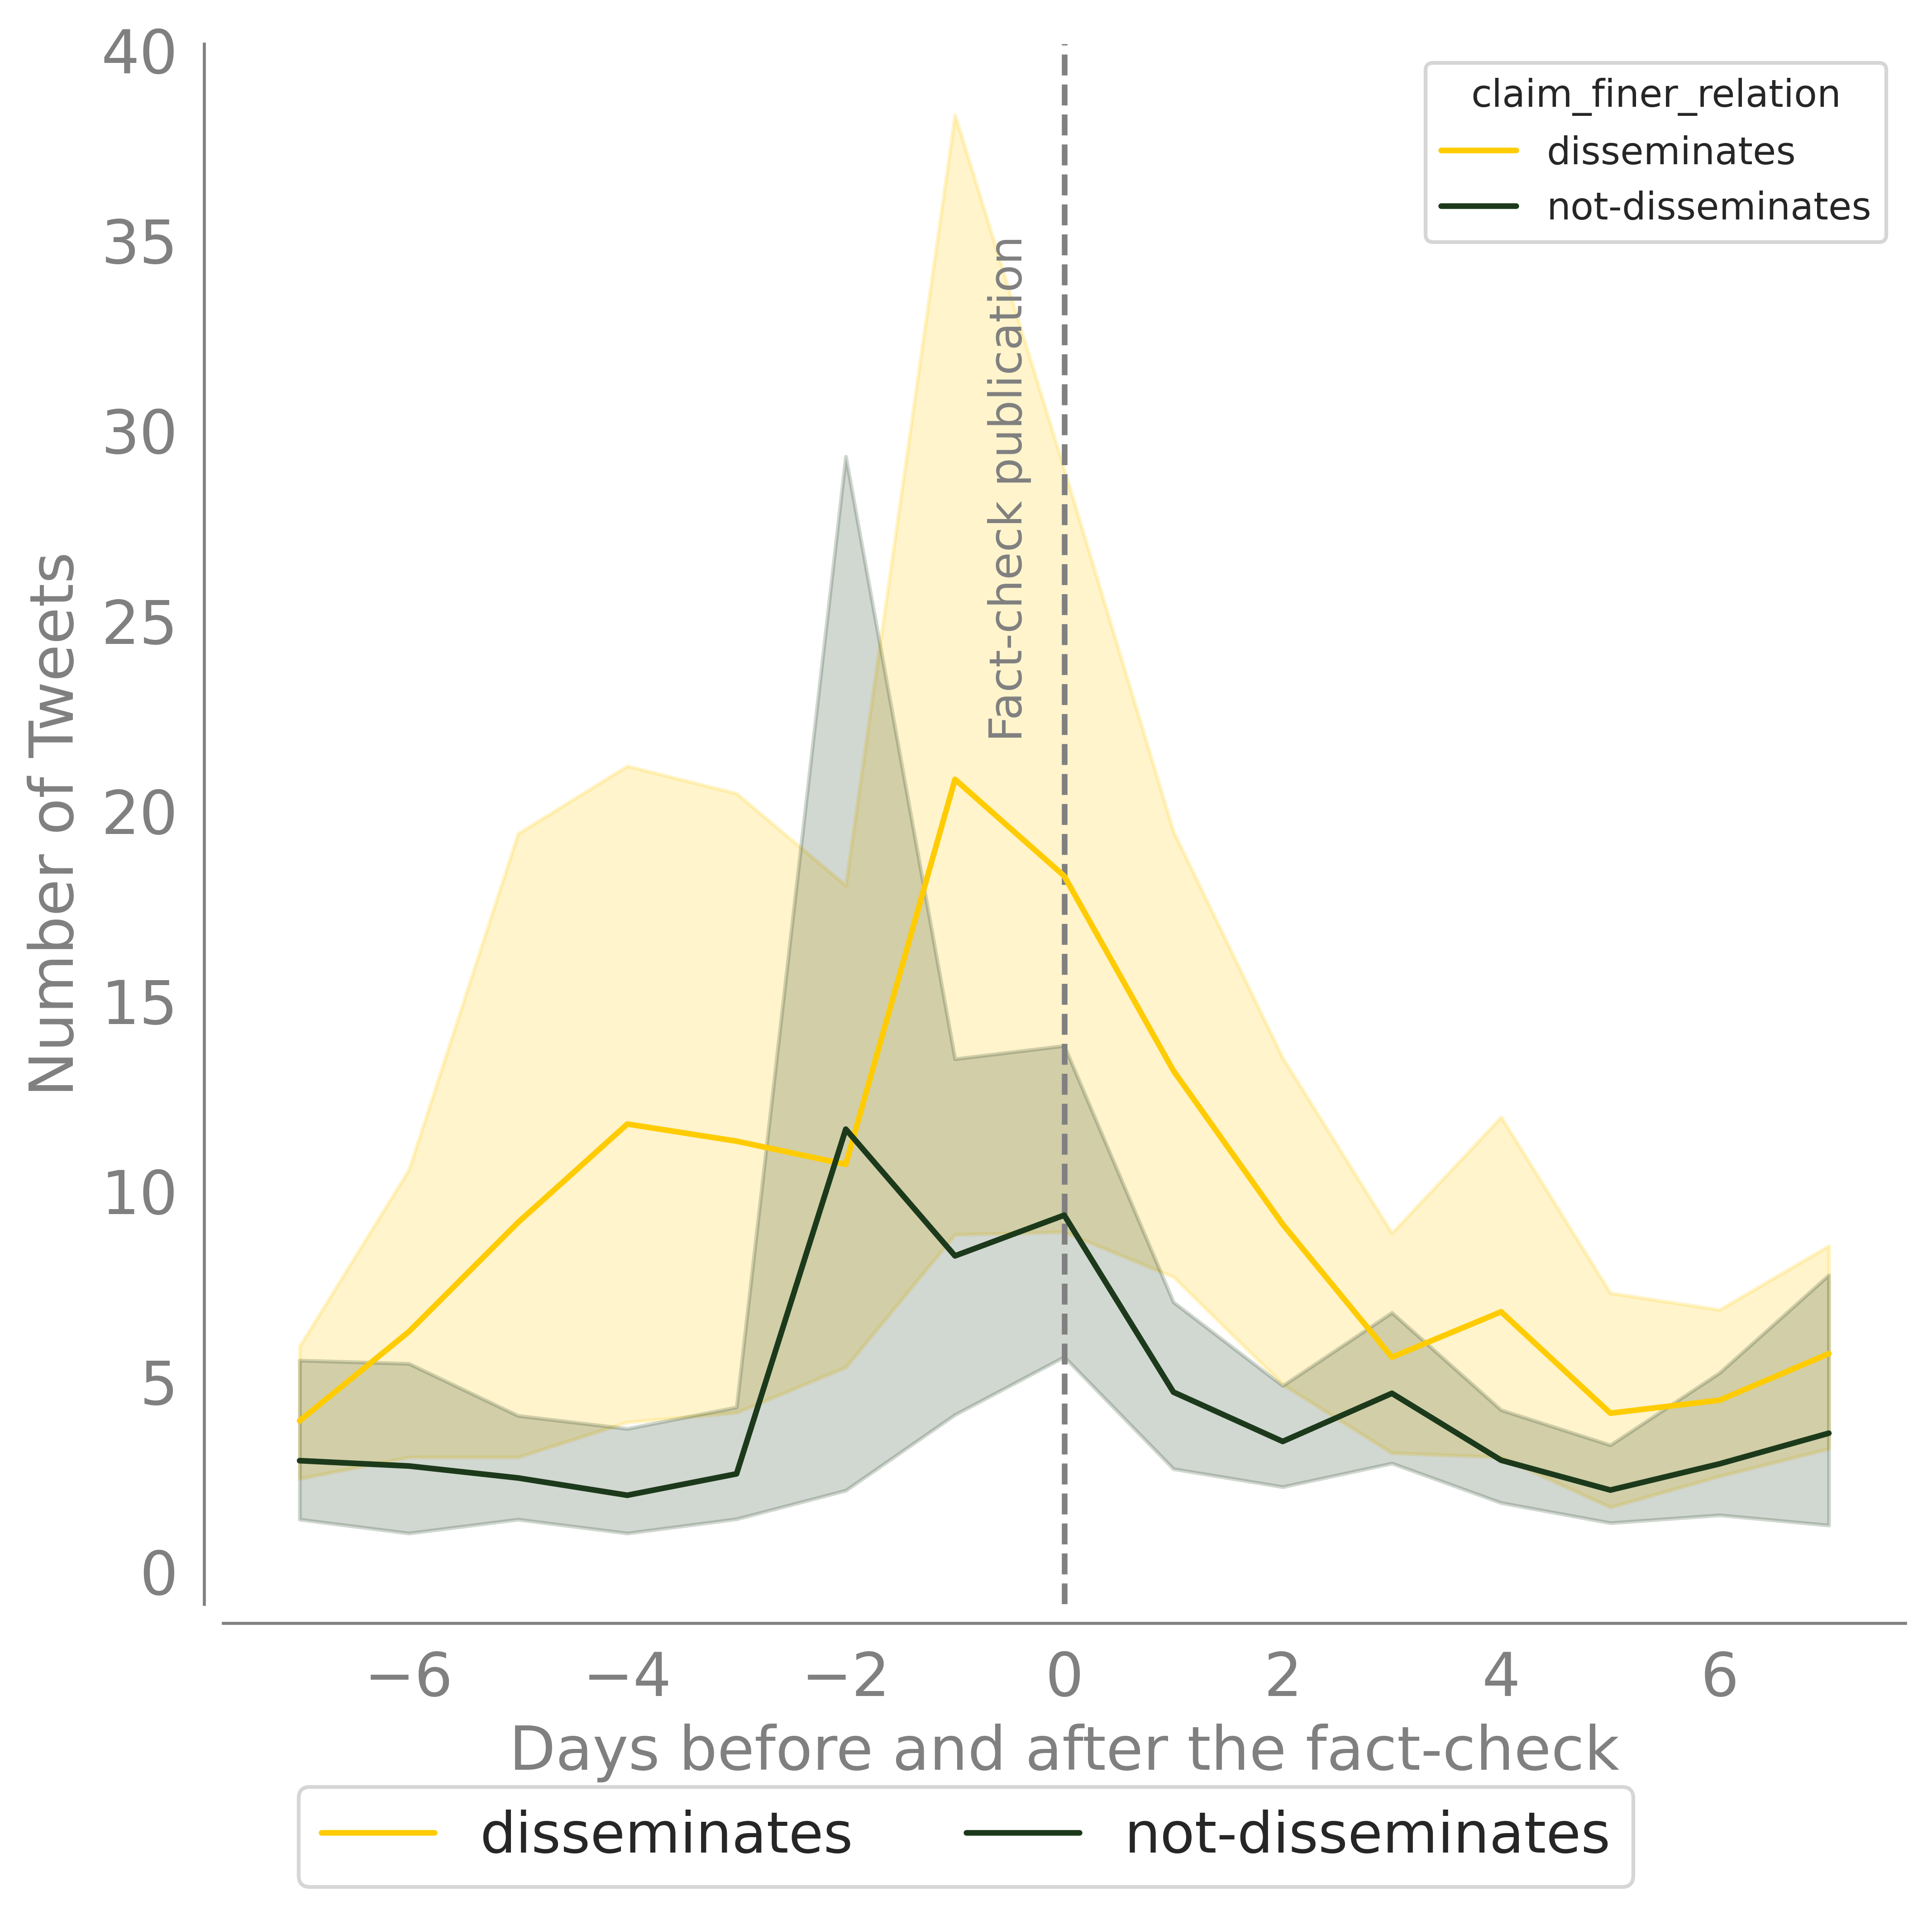 40
35
30
25
20
15
10
5
0
Number of Tweets
Fact-check publication
claim_finer_relation
disseminates
not-disseminates
−6 −4 −2 0 2 4 6
Days before and after the fact-check
disseminates not-disseminates